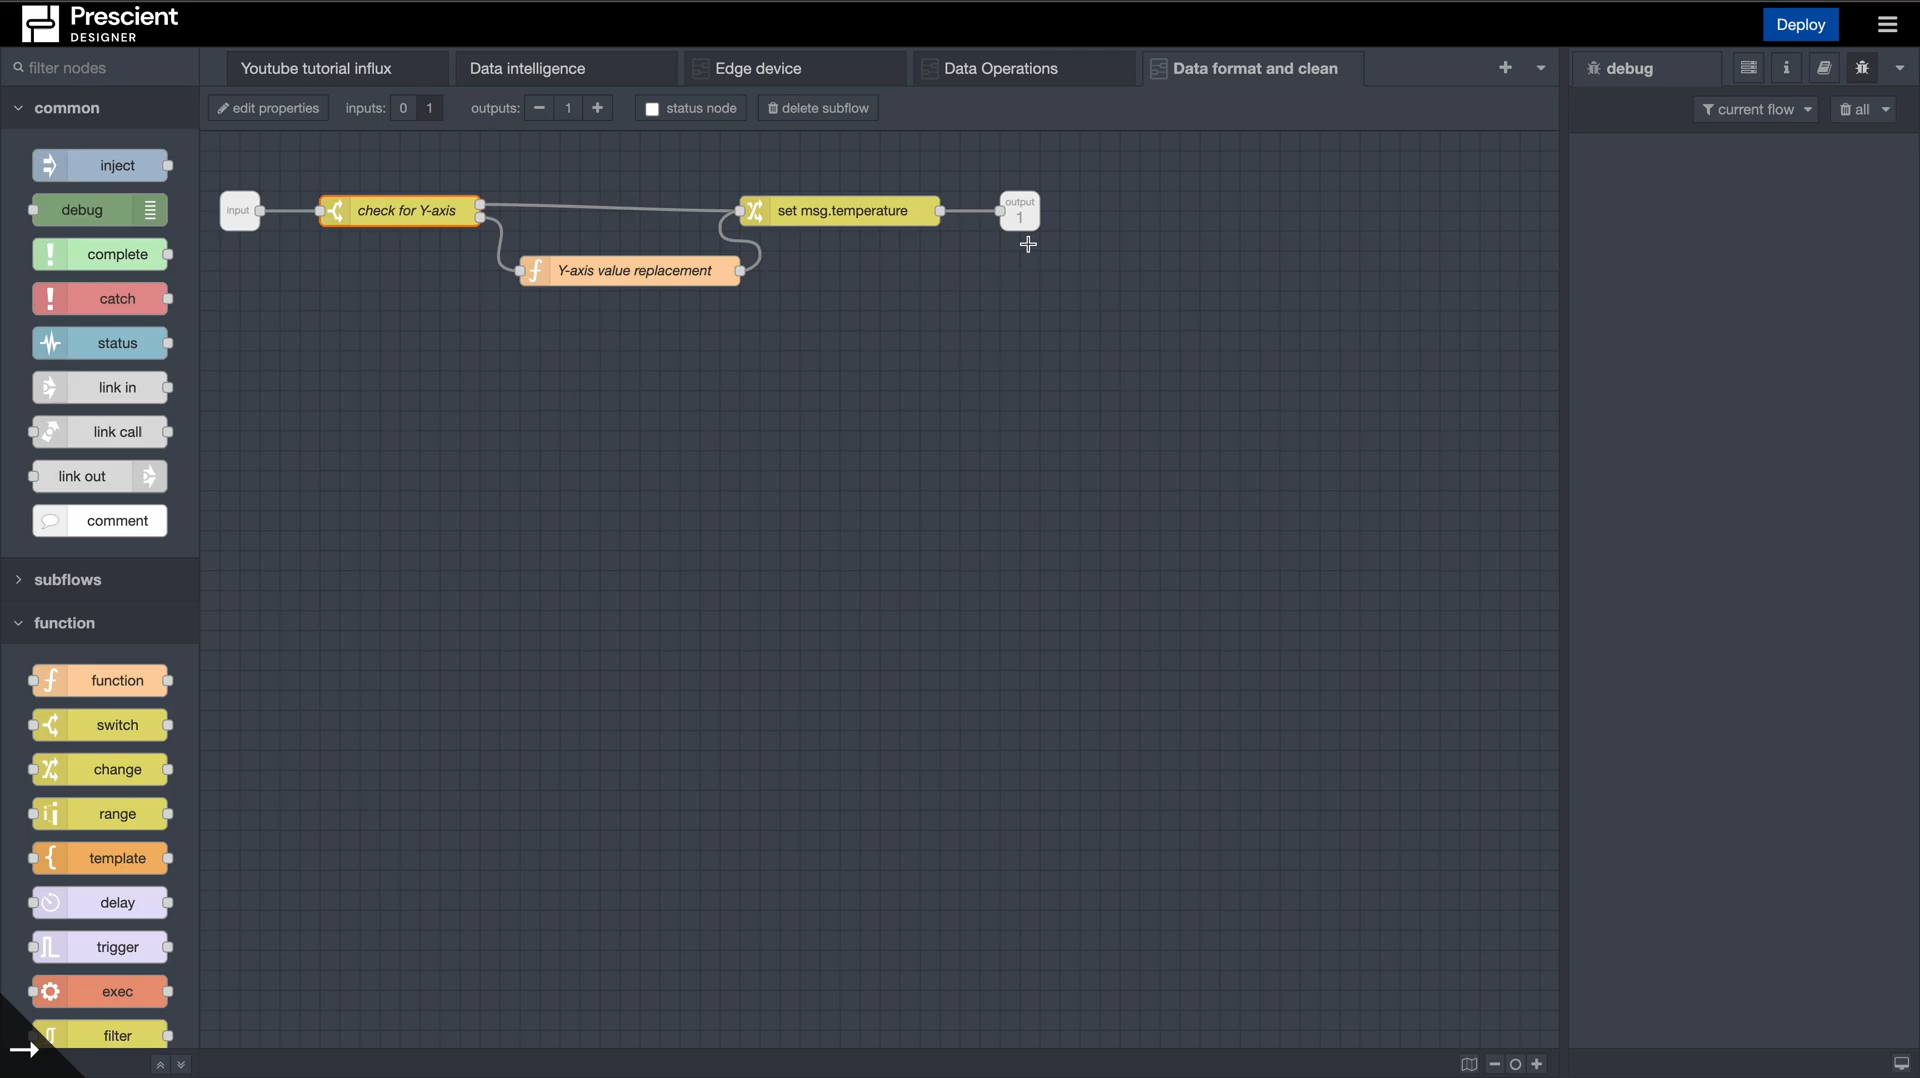 Prescient
DESIGNER
Deploy
filter nodes
Youtube tutorial influx
Data intelligence
Edge device
Data Operations
Data format and clean
debug
common
edit properties
inputs: 0 1
outputs: 1
status node
delete subflow
current flow
all
inject
debug
complete
catch
status
link in
link call
link out
comment
subflows
function
function
switch
change
range
template
delay
trigger
exec
filter
input
check for Y-axis
set msg.temperature
output
1
Y-axis value replacement